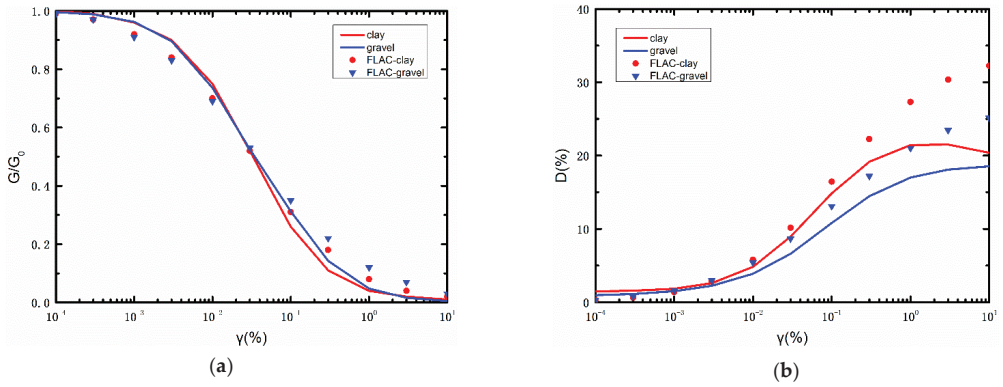 1.0
0.8
0.6
0.4
0.2
0.0
G/G₀
10⁻⁴ 10⁻³ 10⁻² 10⁻¹ 10⁰ 10¹
γ(%)
clay
gravel
FLAC-clay
FLAC-gravel
(a)
40
30
20
10
0
D(%)
10⁻⁴ 10⁻³ 10⁻² 10⁻¹ 10⁰ 10¹
γ(%)
clay
gravel
FLAC-clay
FLAC-gravel
(b)